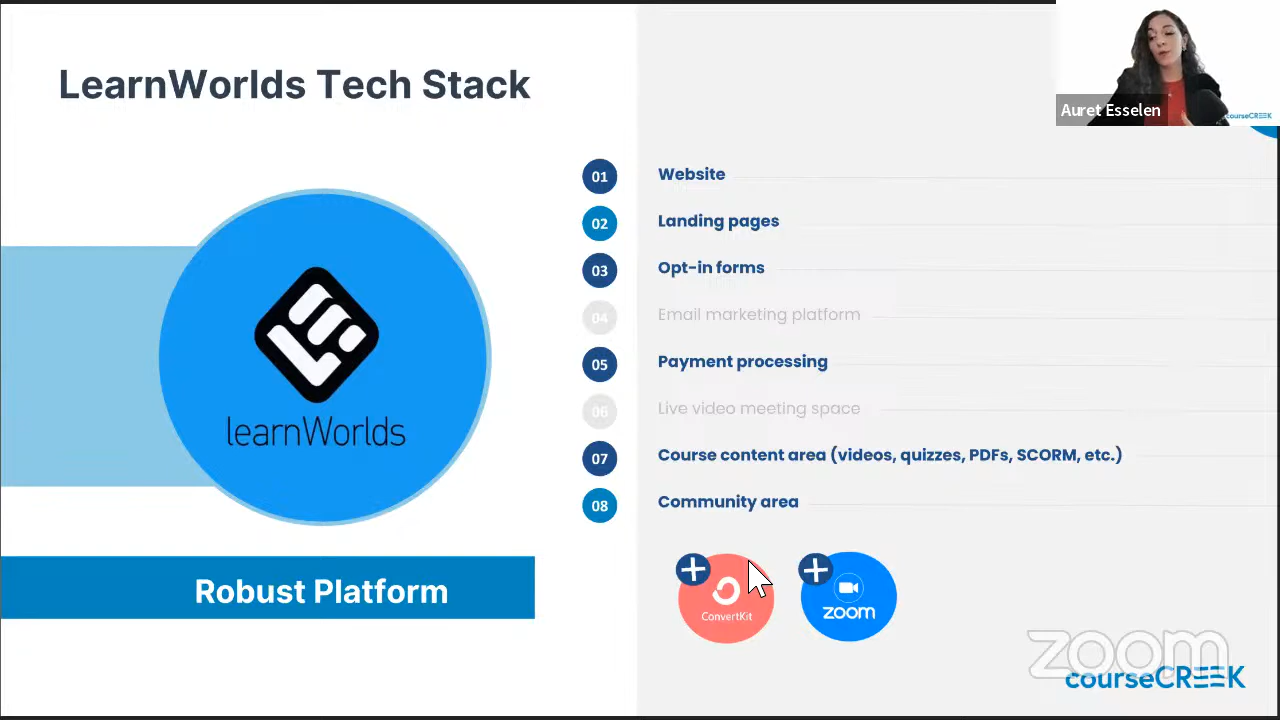 LearnWorlds Tech Stack
Auret Esselen
courseCREEK
01 Website
02 Landing pages
03 Opt-in forms
04 Email marketing platform
05 Payment processing
06 Live video meeting space
07 Course content area (videos, quizzes, PDFs, SCORM, etc.)
08 Community area
learnWorlds
Robust Platform
ConvertKit
zoom
zoom
courseCREEK